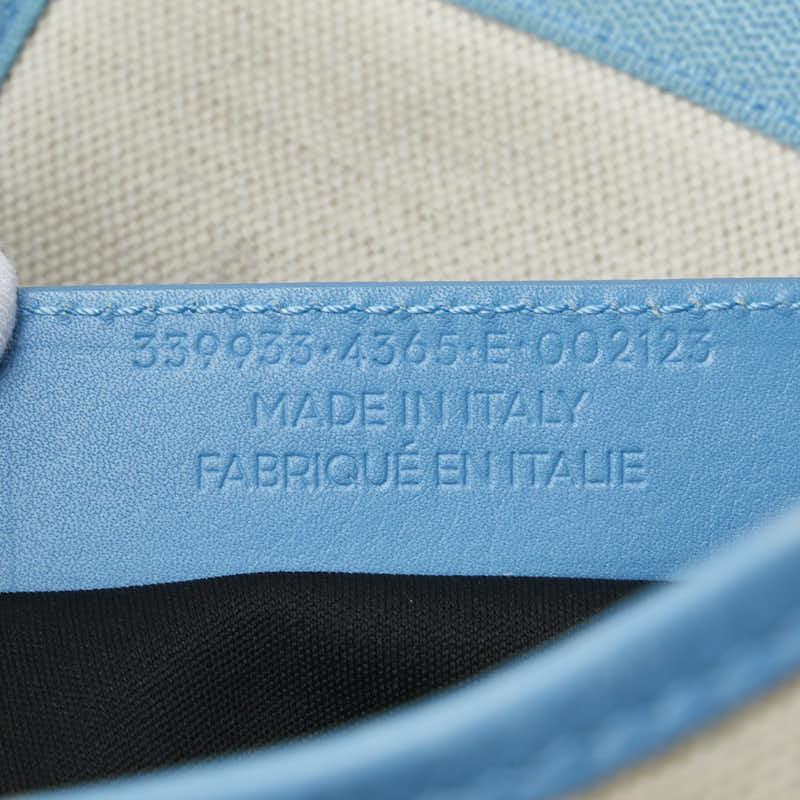 339933·4365·E·002123
MADE IN ITALY
FABRIQUÉ EN ITALIE